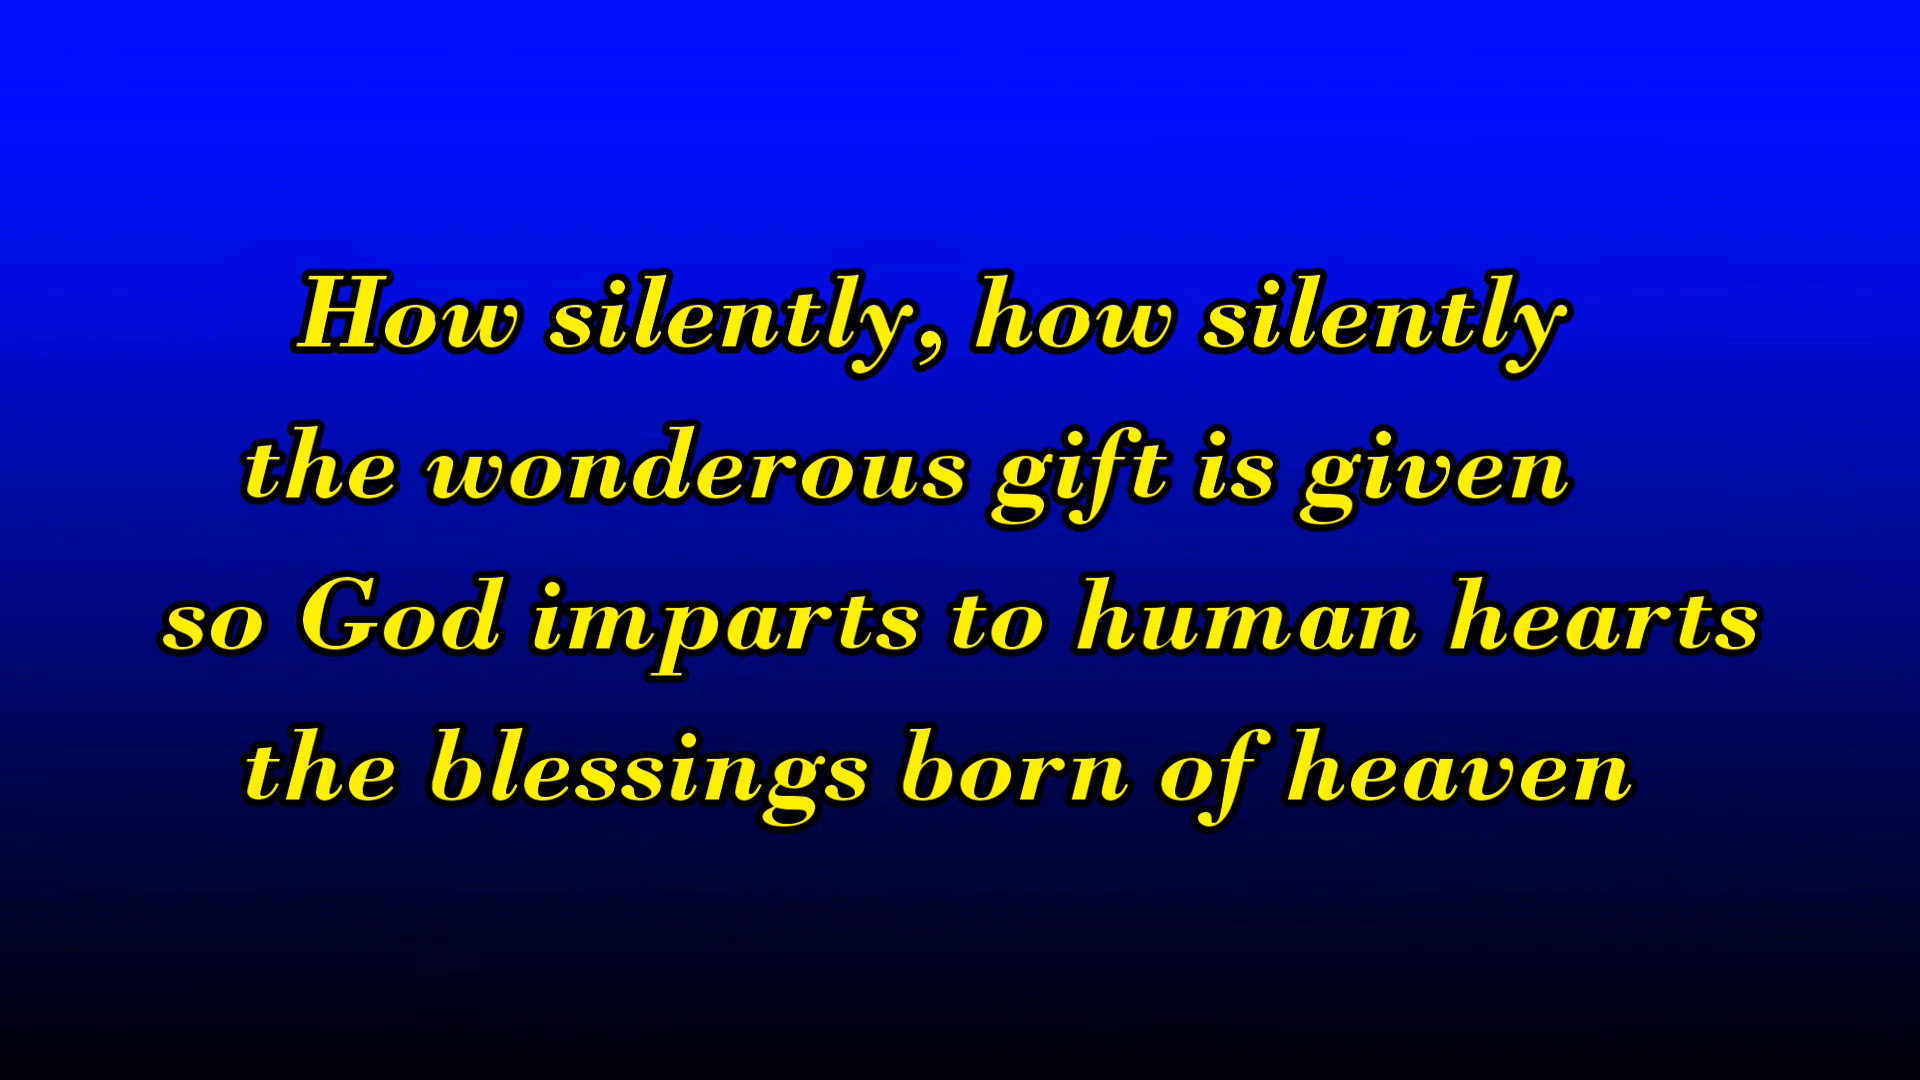 How silently, how silently
the wonderous gift is given
so God imparts to human hearts
the blessings born of heaven